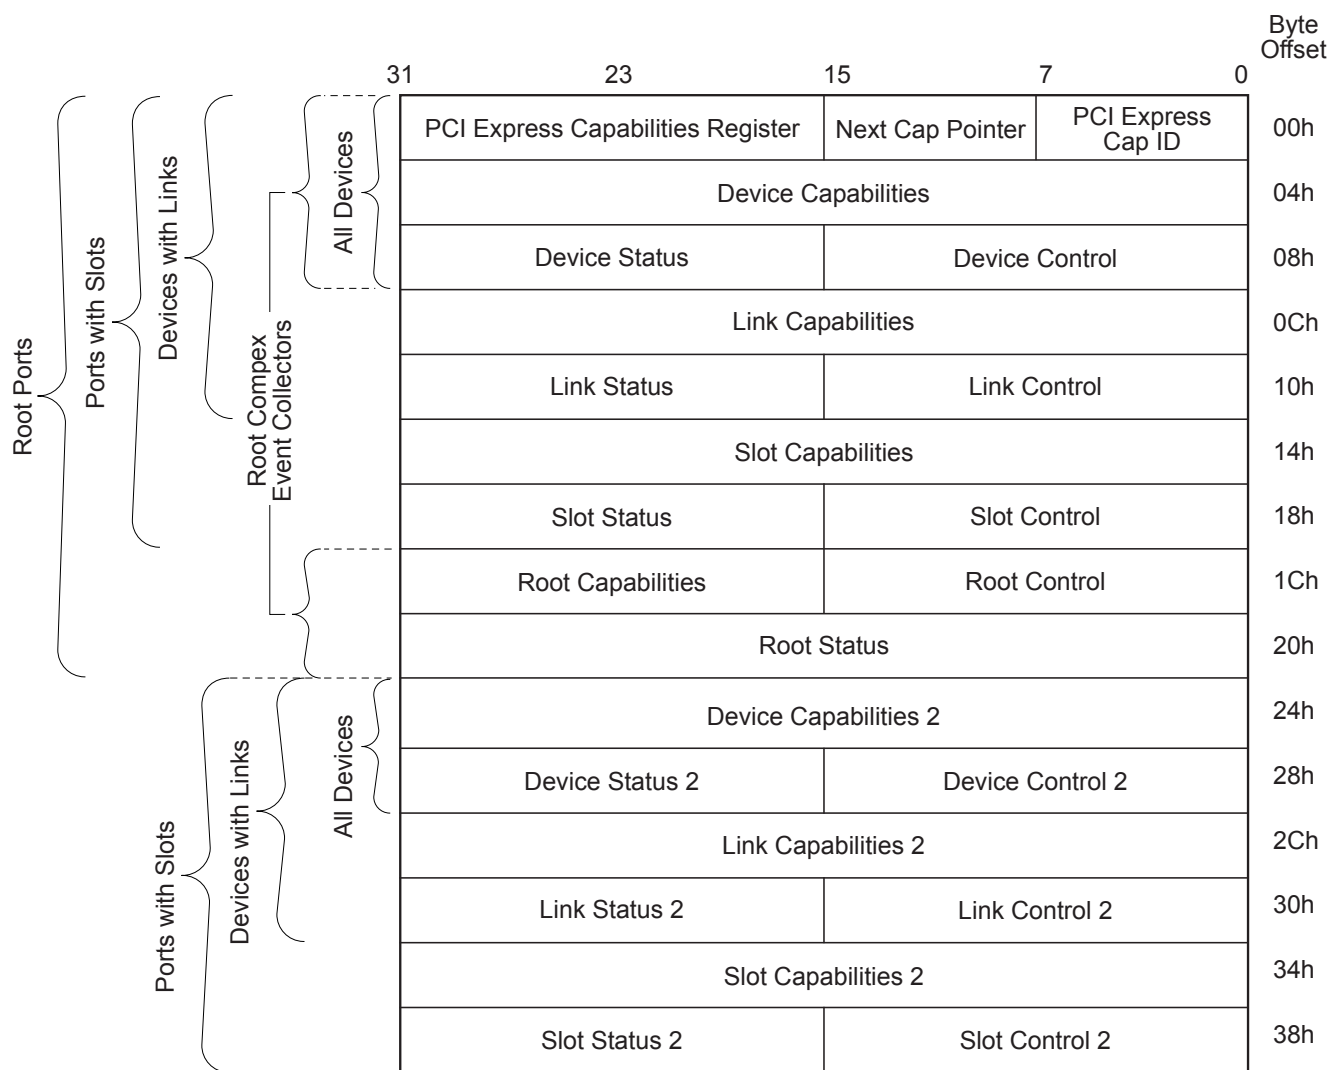 Byte
Offset
31 23 15 7 0
PCI Express Capabilities Register Next Cap Pointer PCI Express
Cap ID 00h
Device Capabilities 04h
Device Status Device Control 08h
Link Capabilities 0Ch
Link Status Link Control 10h
Slot Capabilities 14h
Slot Status Slot Control 18h
Root Capabilities Root Control 1Ch
Root Status 20h
Device Capabilities 2 24h
Device Status 2 Device Control 2 28h
Link Capabilities 2 2Ch
Link Status 2 Link Control 2 30h
Slot Capabilities 2 34h
Slot Status 2 Slot Control 2 38h
Root Ports
Ports with Slots
Devices with Links
Root Compex
Event Collectors
All Devices
Ports with Slots
Devices with Links
All Devices